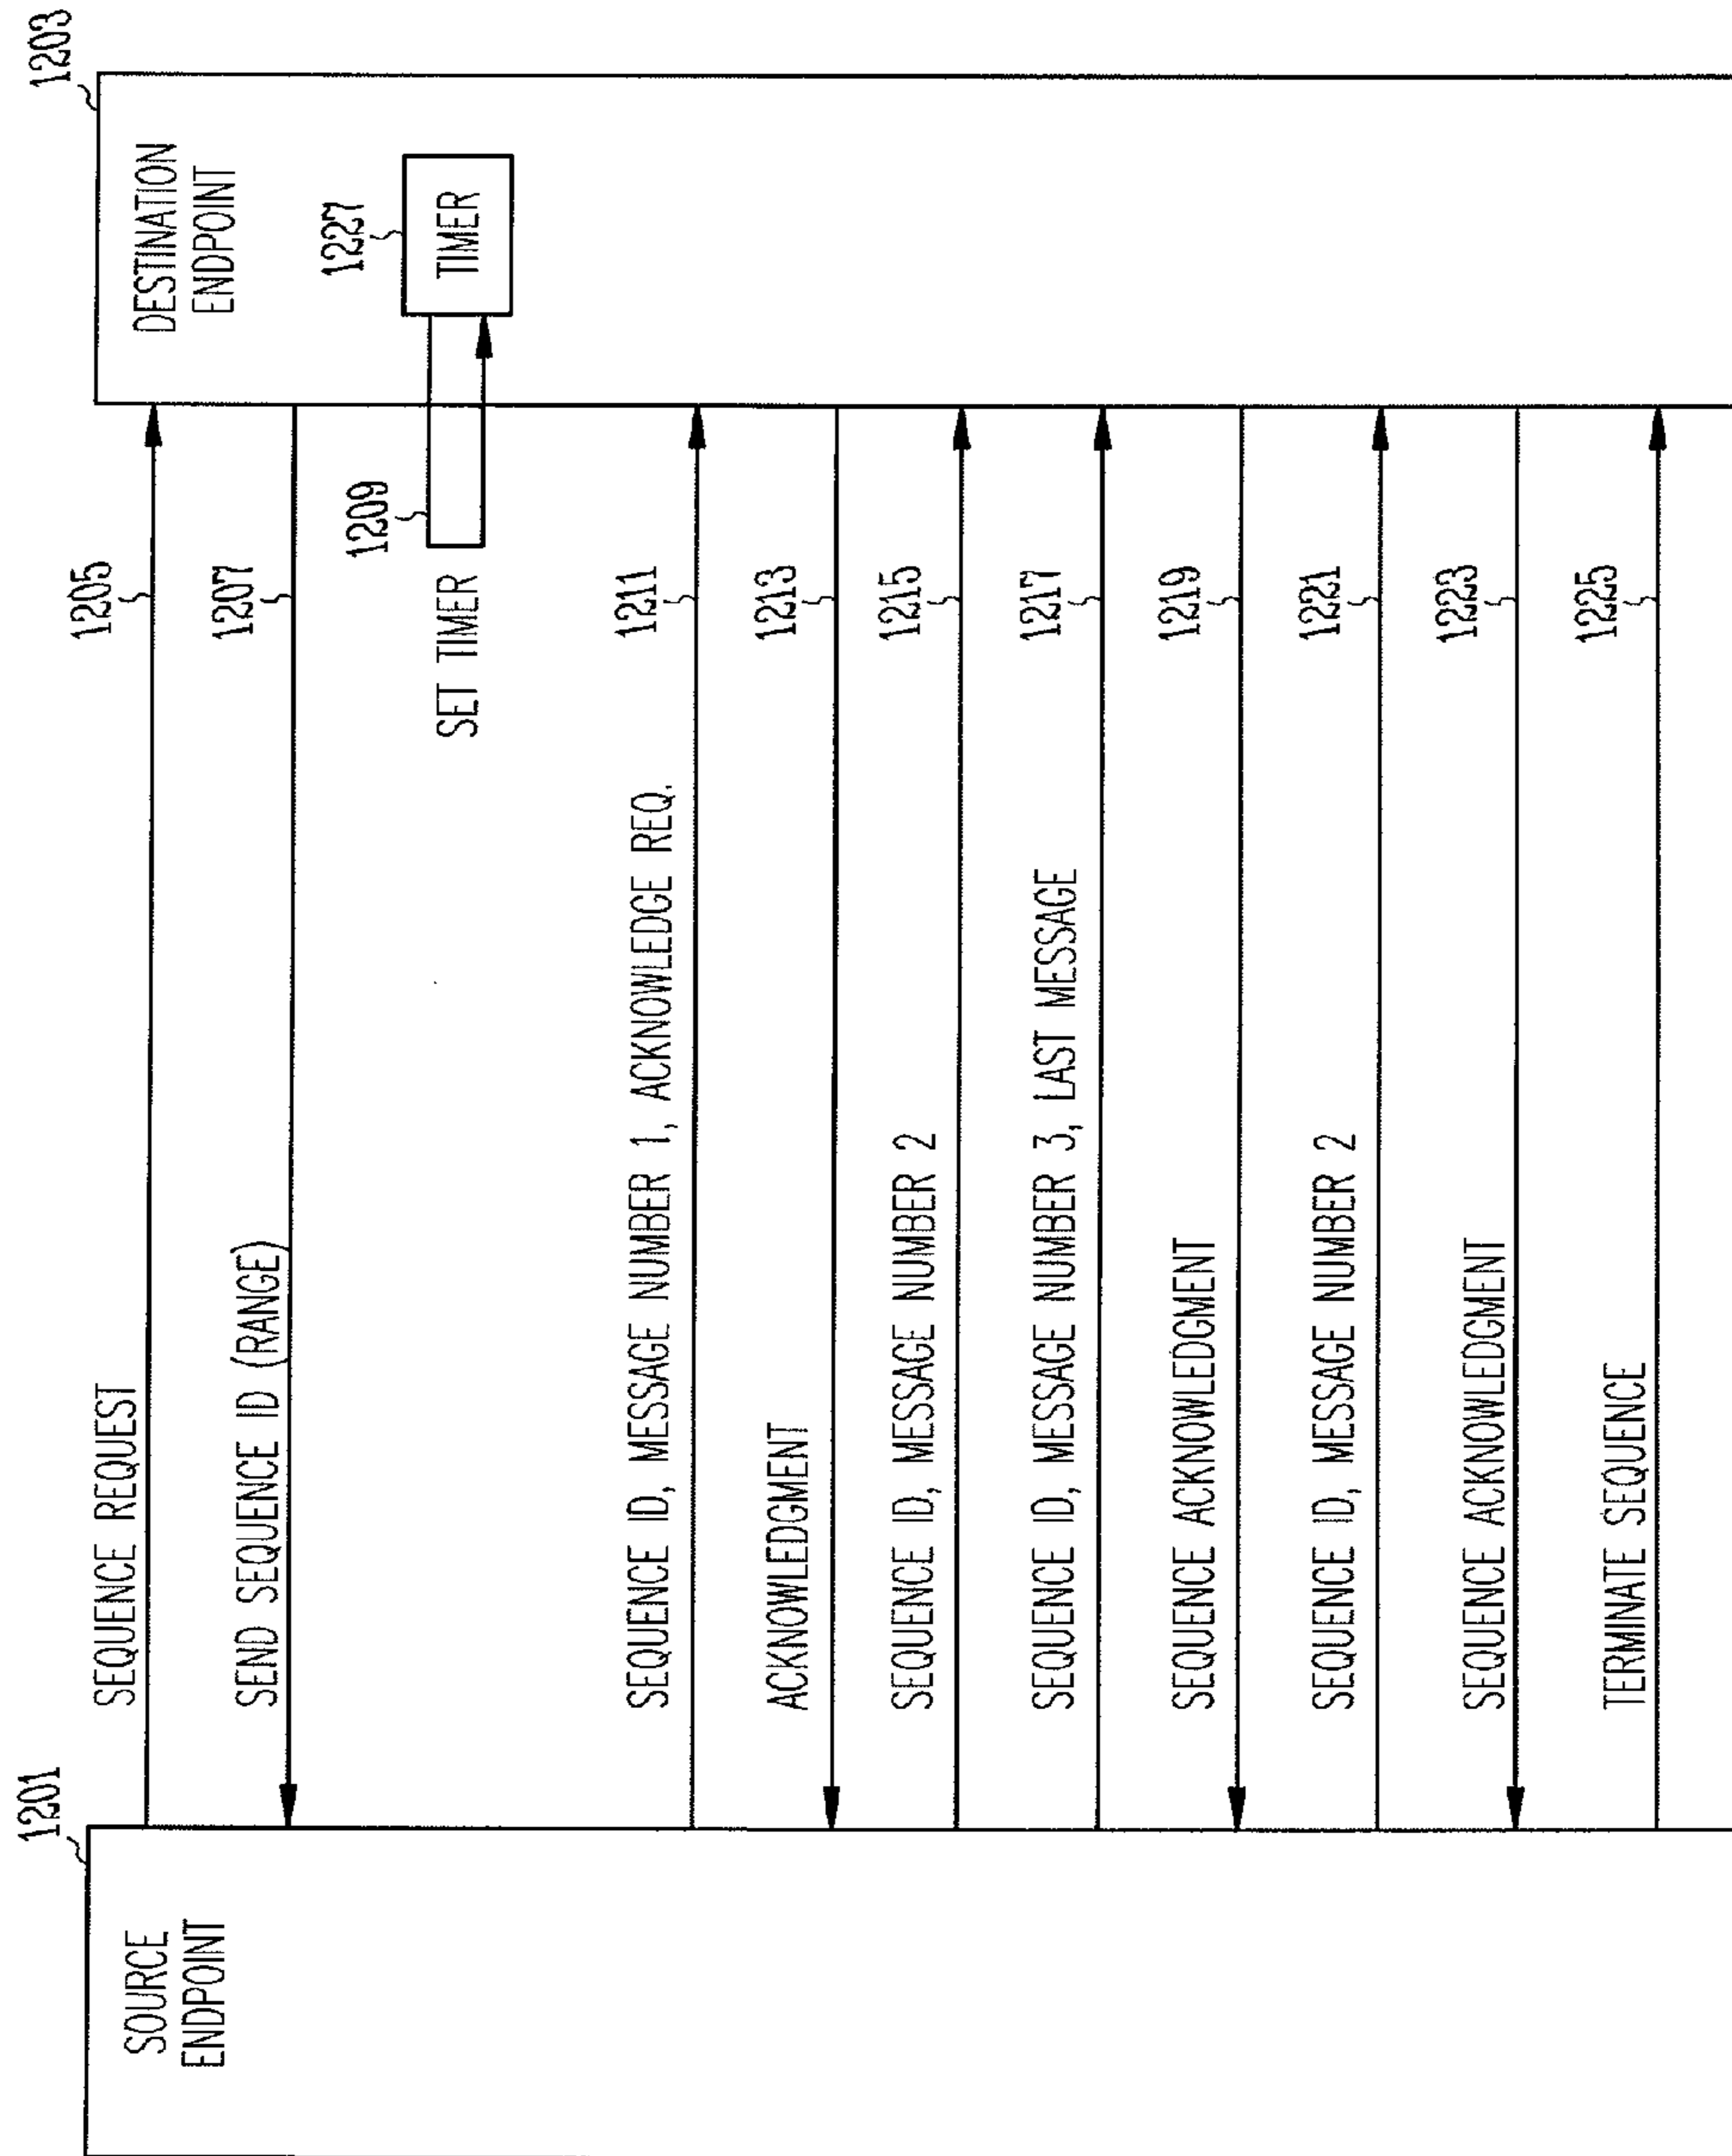 1201
SOURCE
ENDPOINT
1203
DESTINATION
ENDPOINT
SEQUENCE REQUEST
1205
SEND SEQUENCE ID (RANGE)
1207
SET TIMER
1209
1227
TIMER
SEQUENCE ID, MESSAGE NUMBER 1, ACKNOWLEDGE REQ.
1211
ACKNOWLEDGMENT
1213
SEQUENCE ID, MESSAGE NUMBER 2
1215
SEQUENCE ID, MESSAGE NUMBER 3, LAST MESSAGE
1217
SEQUENCE ACKNOWLEDGMENT
1219
SEQUENCE ID, MESSAGE NUMBER 2
1221
SEQUENCE ACKNOWLEDGMENT
1223
TERMINATE SEQUENCE
1225